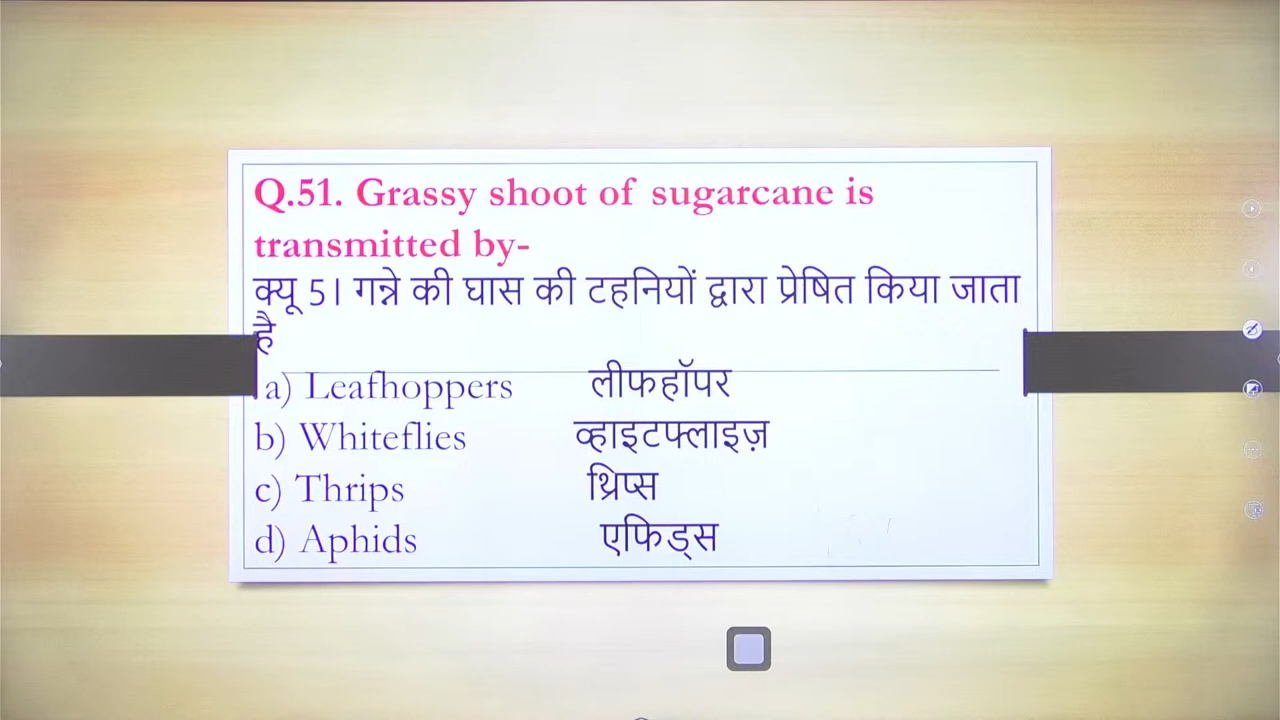 Q.51. Grassy shoot of sugarcane is
transmitted by-
क्यू 5। गन्ने की घास की टहनियों द्वारा प्रेषित किया जाता
है
a) Leafhoppers लीफहॉपर
b) Whiteflies व्हाइटफ्लाइज़
c) Thrips थ्रिप्स
d) Aphids एफिड्स